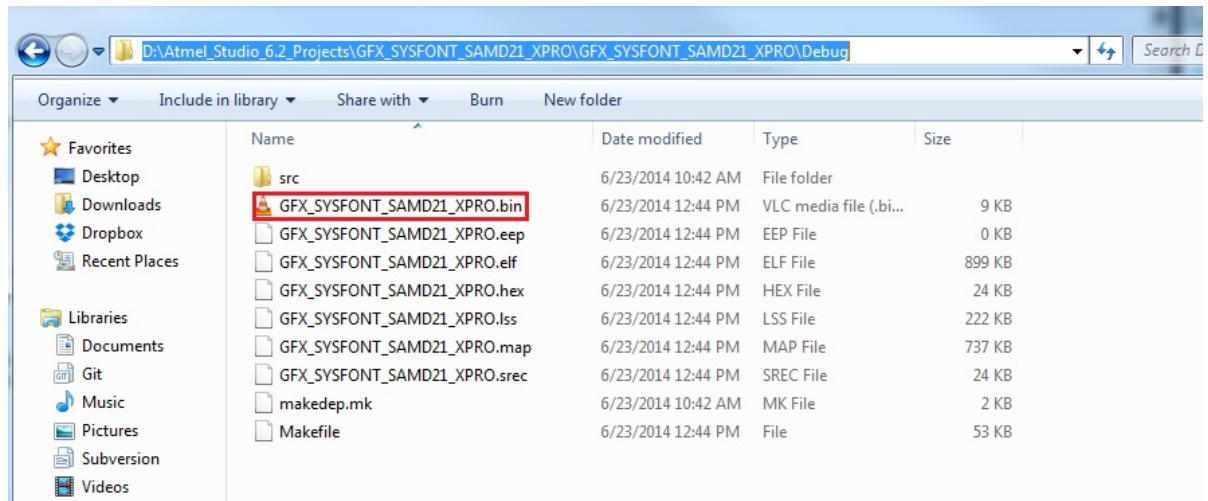 D:\Atmel_Studio_6.2_Projects\GFX_SYSFONT_SAMD21_XPRO\GFX_SYSFONT_SAMD21_XPRO\Debug Search D
Organize Include in library Share with Burn New folder
Favorites
Desktop
Downloads
Dropbox
Recent Places
Libraries
Documents
Git
Music
Pictures
Subversion
Videos
Name Date modified Type Size
src 6/23/2014 10:42 AM File folder
GFX_SYSFONT_SAMD21_XPRO.bin 6/23/2014 12:44 PM VLC media file (.bi... 9 KB
GFX_SYSFONT_SAMD21_XPRO.eep 6/23/2014 12:44 PM EEP File 0 KB
GFX_SYSFONT_SAMD21_XPRO.elf 6/23/2014 12:44 PM ELF File 899 KB
GFX_SYSFONT_SAMD21_XPRO.hex 6/23/2014 12:44 PM HEX File 24 KB
GFX_SYSFONT_SAMD21_XPRO.lss 6/23/2014 12:44 PM LSS File 222 KB
GFX_SYSFONT_SAMD21_XPRO.map 6/23/2014 12:44 PM MAP File 737 KB
GFX_SYSFONT_SAMD21_XPRO.srec 6/23/2014 12:44 PM SREC File 24 KB
makedep.mk 6/23/2014 10:42 AM MK File 2 KB
Makefile 6/23/2014 12:44 PM File 53 KB